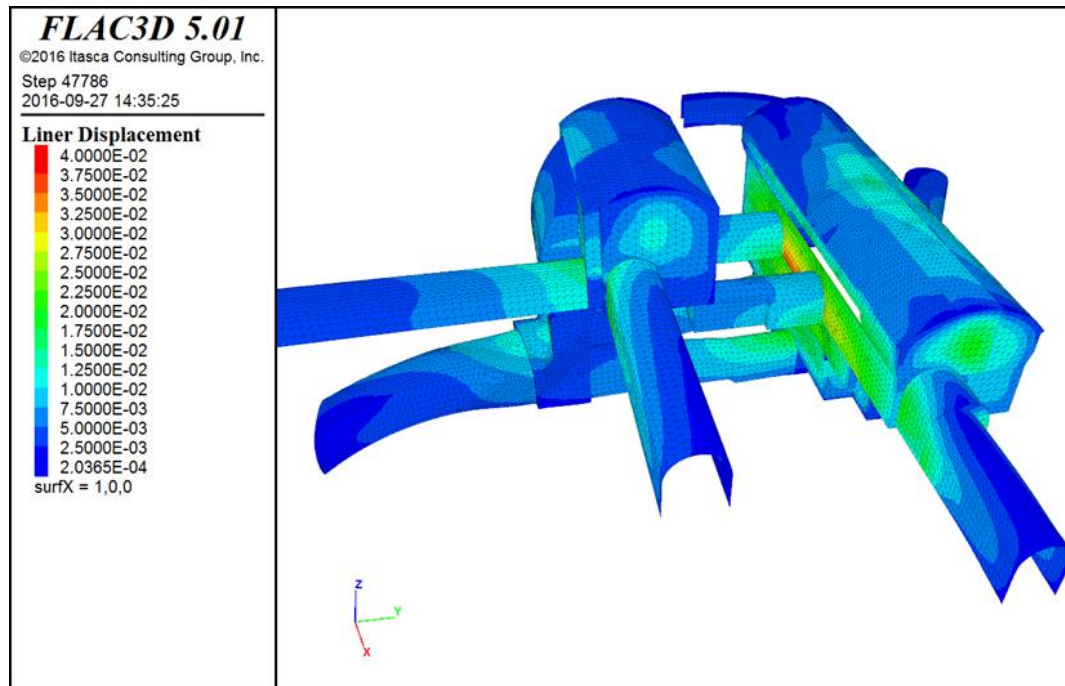 FLAC3D 5.01
©2016 Itasca Consulting Group, Inc.
Step 47786
2016-09-27 14:35:25
Liner Displacement
4.0000E-02
3.7500E-02
3.5000E-02
3.2500E-02
3.0000E-02
2.7500E-02
2.5000E-02
2.2500E-02
2.0000E-02
1.7500E-02
1.5000E-02
1.2500E-02
1.0000E-02
7.5000E-03
5.0000E-03
2.5000E-03
2.0365E-04
surfX = 1,0,0
Z
Y
X